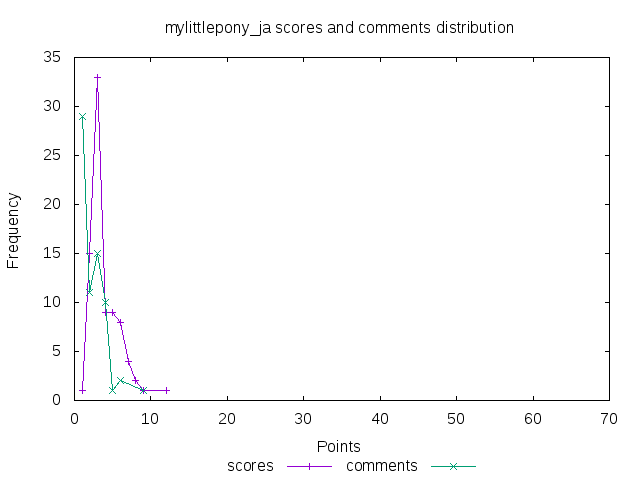 mylittlepony_ja scores and comments distribution
35
30
25
20
15
10
5
0
Frequency
0 10 20 30 40 50 60 70
Points
scores comments